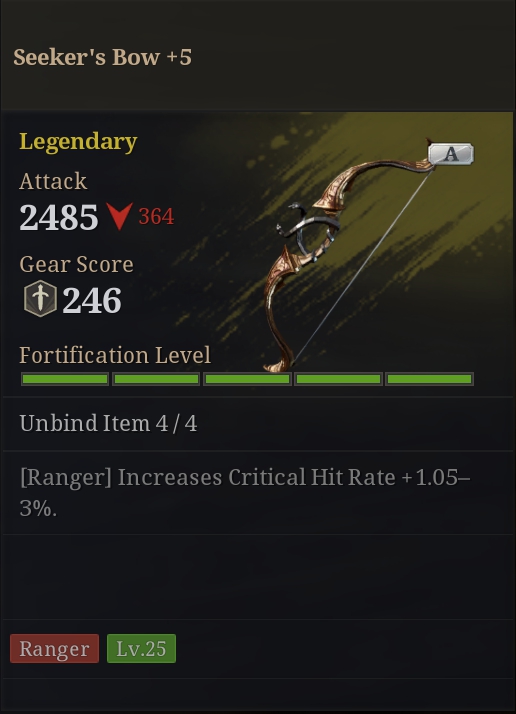 Seeker's Bow +5
Legendary
A
Attack
2485 364
Gear Score
246
Fortification Level
Unbind Item 4 / 4
[Ranger] Increases Critical Hit Rate +1.05–
3%.
Ranger Lv.25